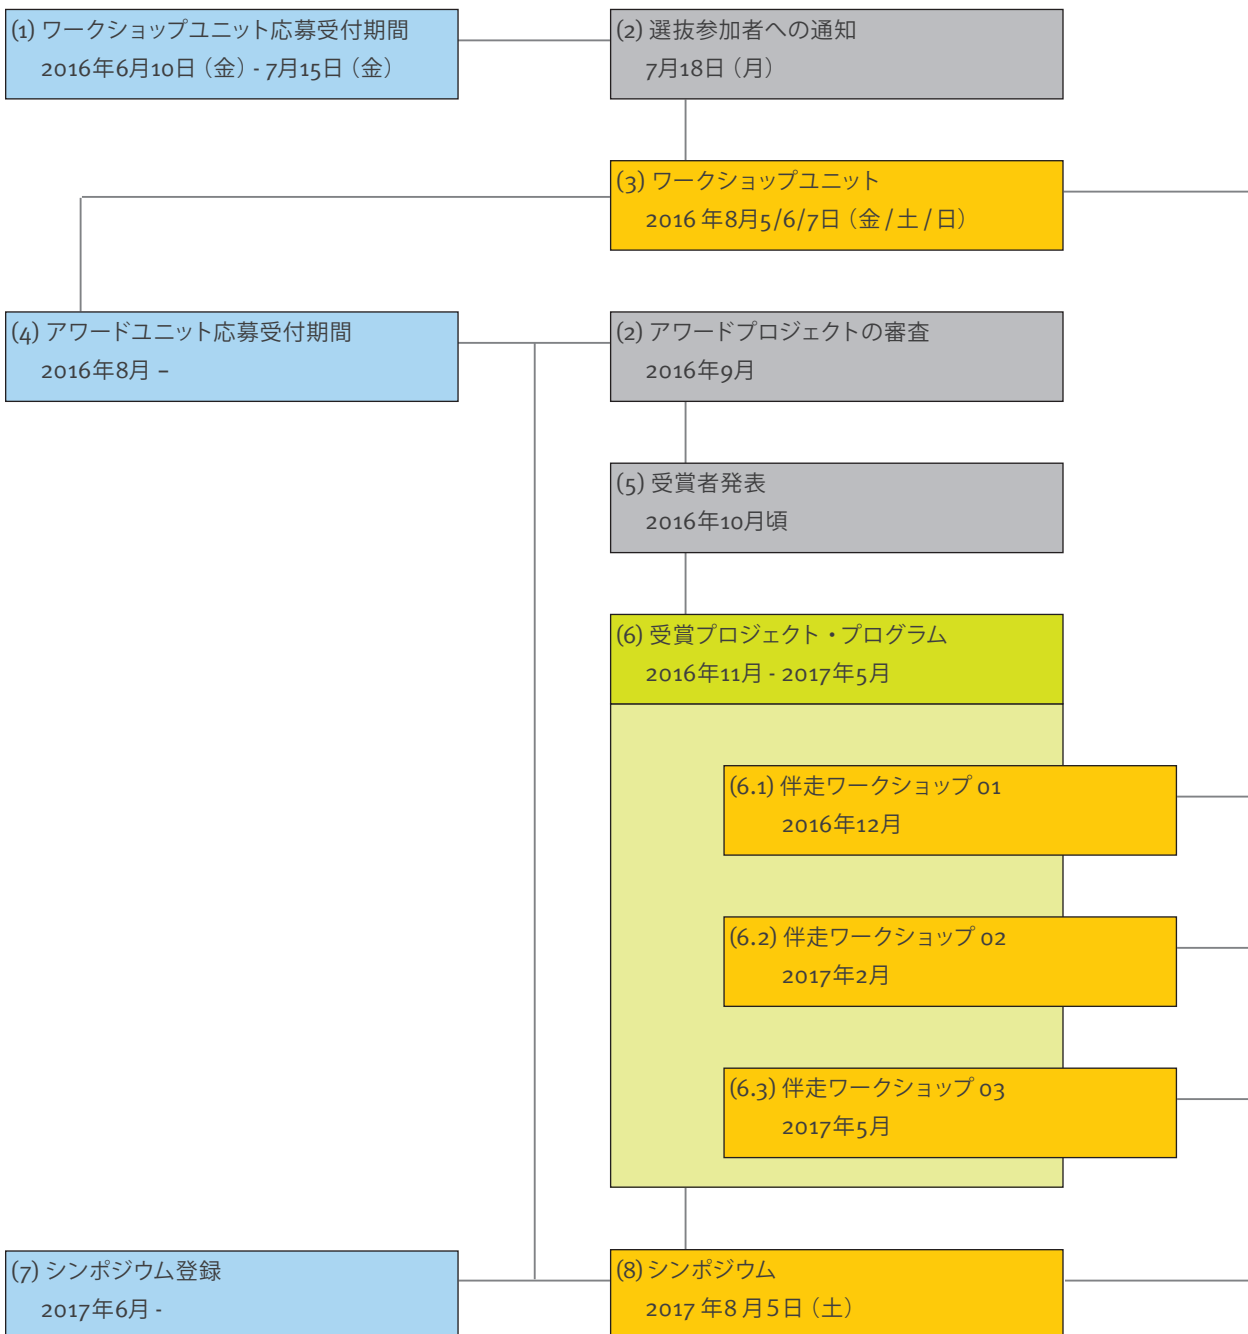 (1) ワークショップユニット応募受付期間
2016年6月10日（金）- 7月15日（金）
(2) 選抜参加者への通知
7月18日（月）
(3) ワークショップユニット
2016 年8月5/6/7日（金 / 土 / 日）
(4) アワードユニット応募受付期間
2016年8月 –
(2) アワードプロジェクトの審査
2016年9月
(5) 受賞者発表
2016年10月頃
(6) 受賞プロジェクト・プログラム
2016年11月 - 2017年5月
(6.1) 伴走ワークショップ 01
2016年12月
(6.2) 伴走ワークショップ 02
2017年2月
(6.3) 伴走ワークショップ 03
2017年5月
(7) シンポジウム登録
2017年6月 -
(8) シンポジウム
2017 年8 月5日（土）